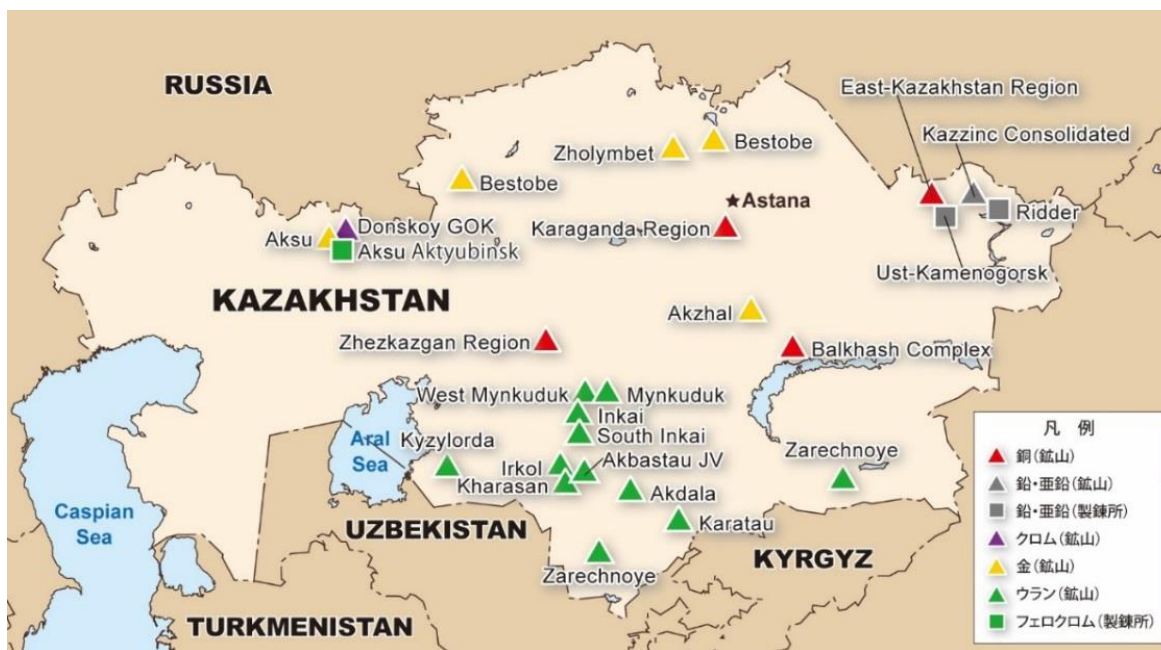 RUSSIA
East-Kazakhstan Region
Kazzinc Consolidated
Bestobe
Zholymbet
Bestobe
Astana
Ridder
Donskoy GOK
Karaganda Region
Aksu
Aksu Aktyubinsk
Ust-Kamenogorsk
KAZAKHSTAN
Akzhal
Zhezkazgan Region
Balkhash Complex
West Mynkuduk
Mynkuduk
Inkai
South Inkai
Aral
Sea
Kyzylorda
Akbastau JV
Zarechnoye
Irkol
Kharasan
Akdala
Caspian
Sea
UZBEKISTAN
Karatau
KYRGYZ
Zarechnoye
TURKMENISTAN
凡 例
銅(鉱山)
鉛・亜鉛(鉱山)
鉛・亜鉛(製錬所)
クロム(鉱山)
金(鉱山)
ウラン(鉱山)
フェロクロム(製錬所)